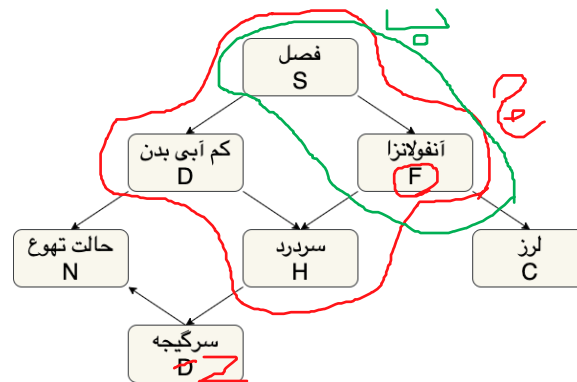 ب
فصل
S
ج
کم آبی بدن
D
آنفولانزا
F
حالت تهوع
N
سردرد
H
لرز
C
سرگیجه
D Z